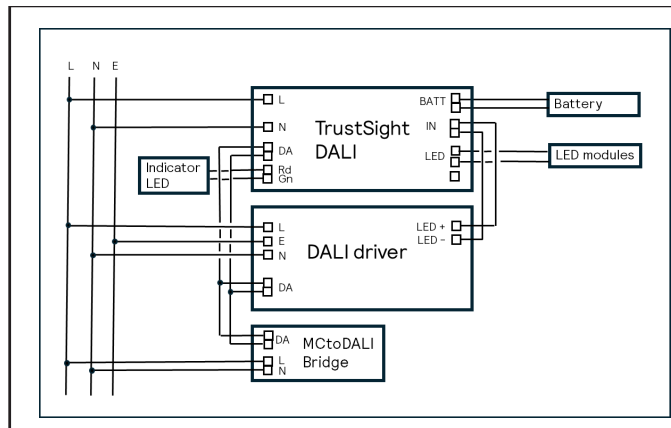 L N E
L
BATT
Battery
TrustSight
DALI
N
IN
DA
LED
LED modules
Indicator
LED
Rd
Gn
L
LED +
E
LED -
DALI driver
N
DA
DA
MCtoDALI
Bridge
L
N